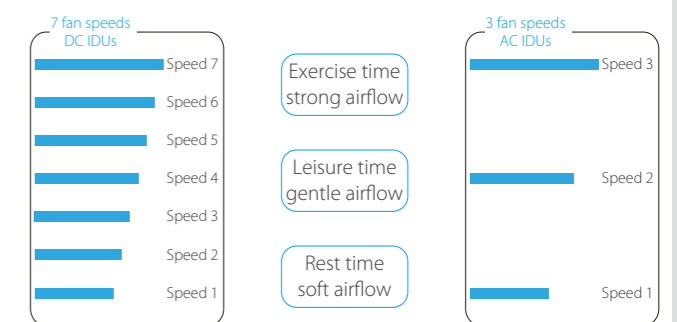 7 fan speeds
DC IDUs
Speed 7
Speed 6
Speed 5
Speed 4
Speed 3
Speed 2
Speed 1
Exercise time
strong airflow
Leisure time
gentle airflow
Rest time
soft airflow
3 fan speeds
AC IDUs
Speed 3
Speed 2
Speed 1